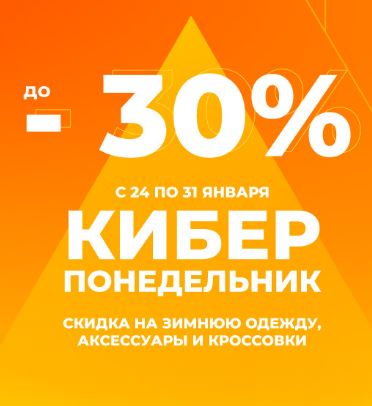 ДО
- 30%
С 24 ПО 31 ЯНВАРЯ
КИБЕР
ПОНЕДЕЛЬНИК
СКИДКА НА ЗИМНЮЮ ОДЕЖДУ,
АКСЕССУАРЫ И КРОССОВКИ